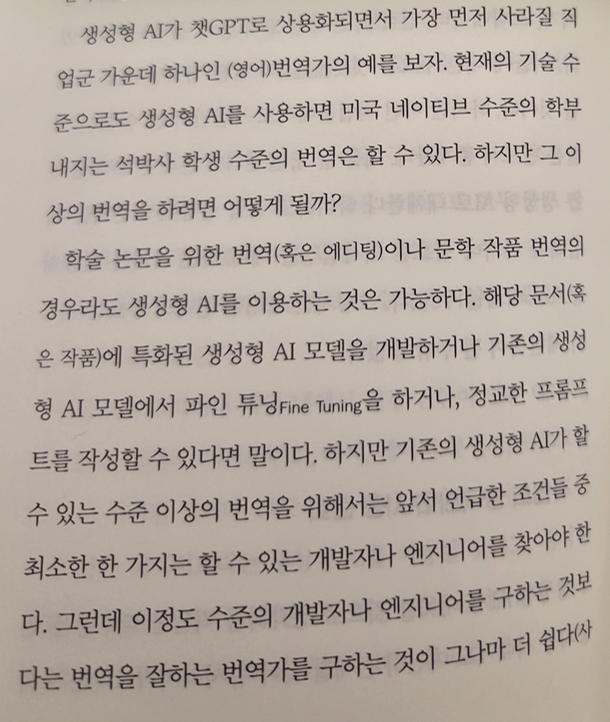 생성형 AI가 챗GPT로 상용화되면서 가장 먼저 사라질 직
업군 가운데 하나인 (영어)번역가의 예를 보자. 현재의 기술 수
준으로도 생성형 AI를 사용하면 미국 네이티브 수준의 학부
내지는 석박사 학생 수준의 번역은 할 수 있다. 하지만 그 이
상의 번역을 하려면 어떻게 될까?
학술 논문을 위한 번역(혹은 에디팅)이나 문학 작품 번역의
경우라도 생성형 AI를 이용하는 것은 가능하다. 해당 문서(혹
은 작품)에 특화된 생성형 AI 모델을 개발하거나 기존의 생성
형 AI 모델에서 파인 튜닝Fine Tuning을 하거나, 정교한 프롬프
트를 작성할 수 있다면 말이다. 하지만 기존의 생성형 AI가 할
수 있는 수준 이상의 번역을 위해서는 앞서 언급한 조건들 중
최소한 한 가지는 할 수 있는 개발자나 엔지니어를 찾아야 한
다. 그런데 이정도 수준의 개발자나 엔지니어를 구하는 것보
다는 번역을 잘하는 번역가를 구하는 것이 그나마 더 쉽다(사